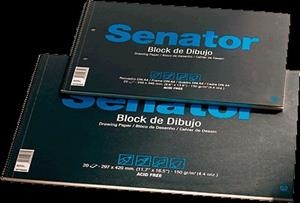 Senator
Block de Dibujo
Drawing Paper / Bloco de Desenho / Cahier de Dessin
ACID FREE
Senator
Block de Dibujo
Drawing Paper / Bloco de Desenho / Cahier de Dessin
20 - 297 x 420 mm. (11.7" x 16.5") - 150 gr/m² (4.4 onz.)
ACID FREE